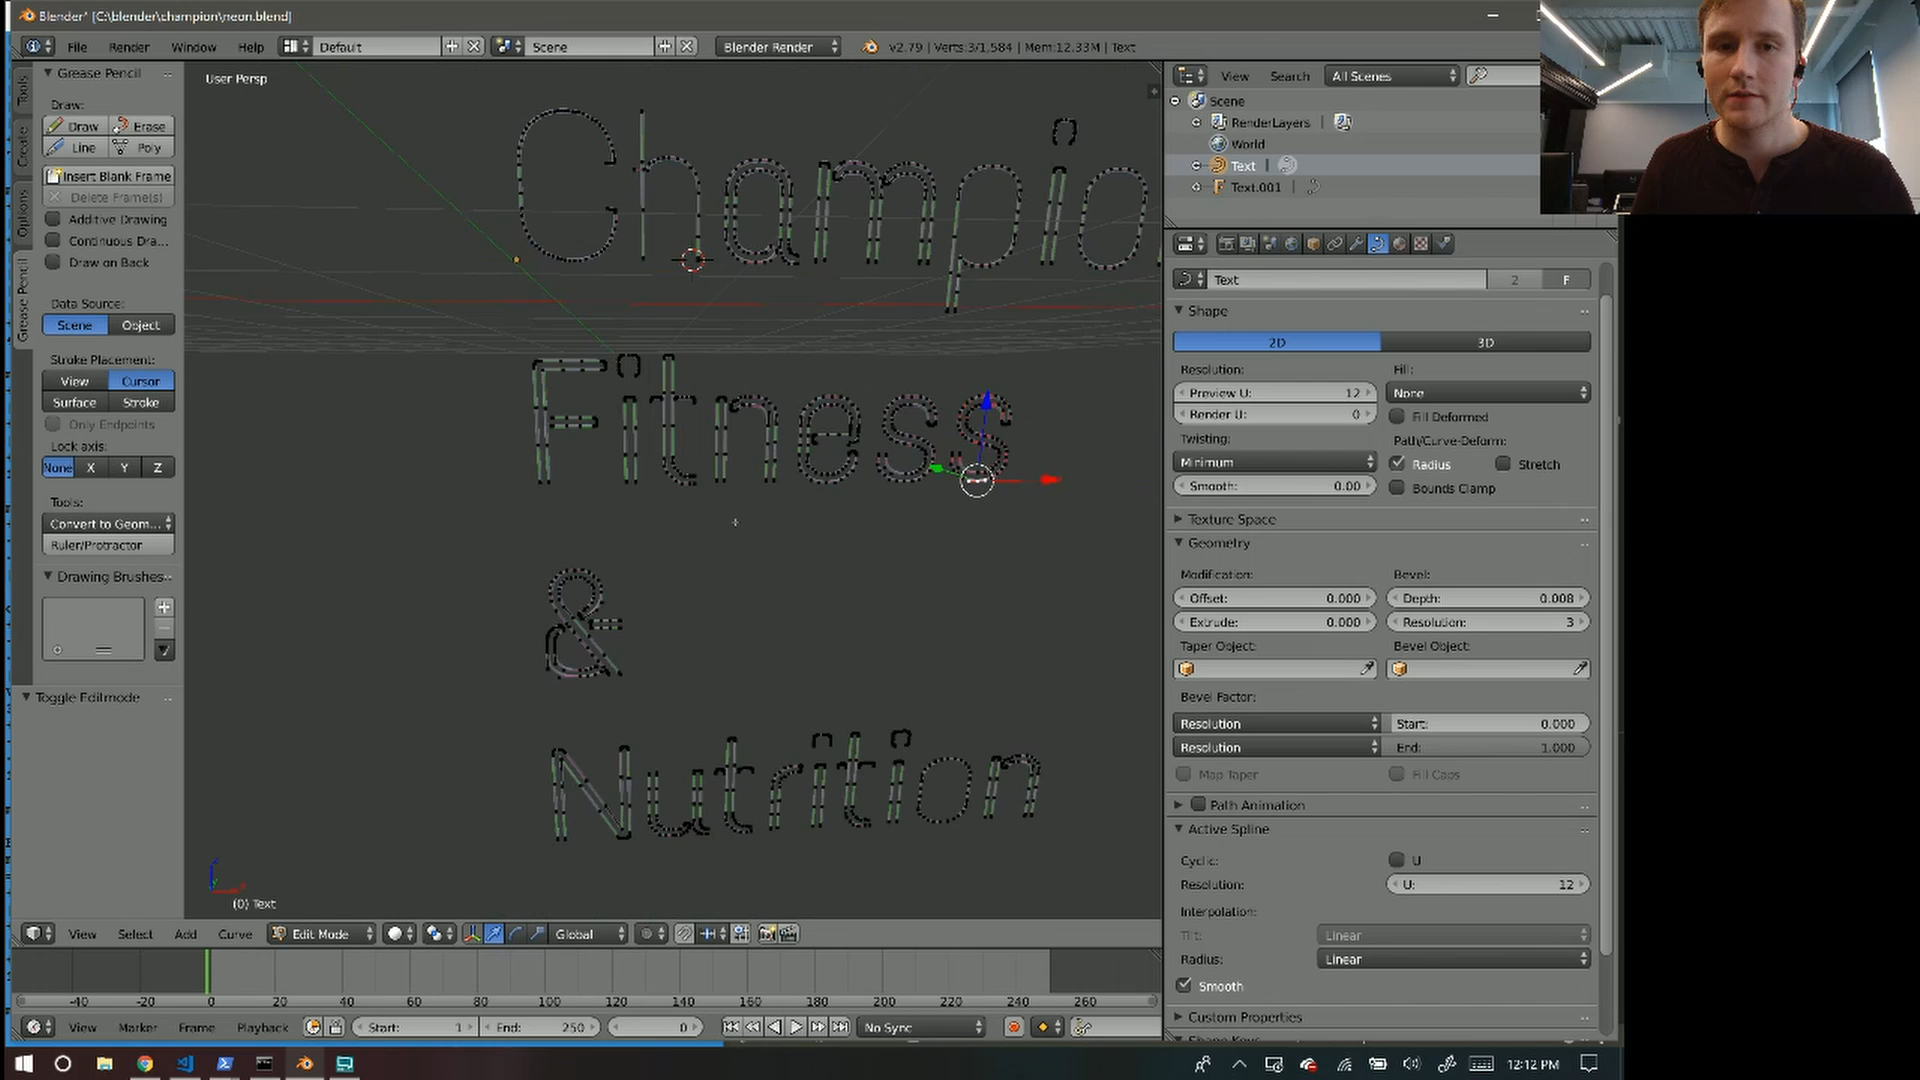 Blender* [C:\blender\champion\neon.blend]
File Render Window Help Default Scene Blender Render v2.79 | Verts:3/1,584 | Mem:12.33M | Text
Grease Pencil
Draw:
Draw Erase
Line Poly
Insert Blank Frame
Delete Frame(s)
Additive Drawing
Continuous Dra...
Draw on Back
Data Source:
Scene Object
Stroke Placement:
View Cursor
Surface Stroke
Only Endpoints
Lock axis:
None X Y Z
Tools:
Convert to Geom...
Ruler/Protractor
Drawing Brushes
Toggle Editmode
Tools
Create
Options
Grease Pencil
User Persp
Champio
Fitness
&
Nutrition
(0) Text
View Select Add Curve Edit Mode Global
-40 -20 0 20 40 60 80 100 120 140 160 180 200 220 240 260
View Marker Frame Playback Start: 1 End: 250 0 No Sync
View Search All Scenes
Scene
RenderLayers
World
Text
Text.001
Text 2 F
Shape
2D 3D
Resolution: Fill:
Preview U: 12 None
Render U: 0 Fill Deformed
Twisting: Path/Curve-Deform:
Minimum Radius Stretch
Smooth: 0.00 Bounds Clamp
Texture Space
Geometry
Modification: Bevel:
Offset: 0.000 Depth: 0.008
Extrude: 0.000 Resolution: 3
Taper Object: Bevel Object:
Bevel Factor:
Resolution Start: 0.000
Resolution End: 1.000
Map Taper Fill Caps
Path Animation
Active Spline
Cyclic: U
Resolution: U: 12
Interpolation:
Tilt: Linear
Radius: Linear
Smooth
Custom Properties
12:12 PM